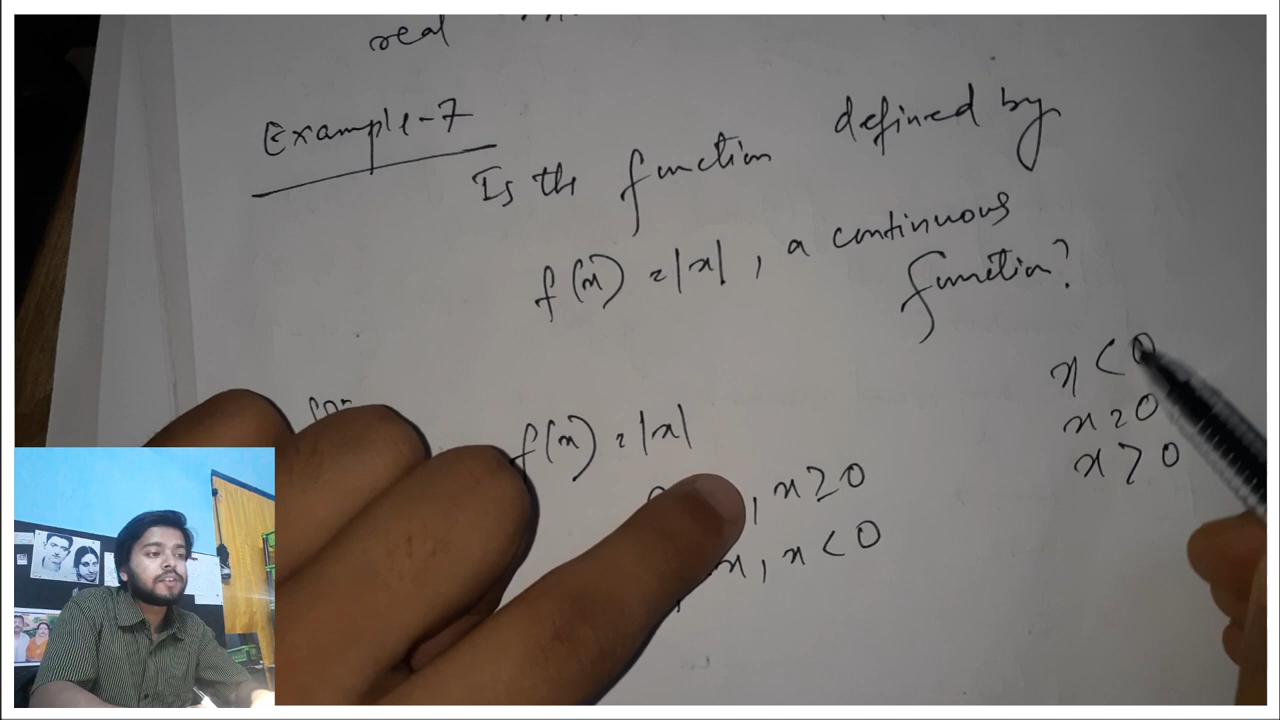 real
Example-7
Is the function defined by
f(x) = |x|, a continuous
function?
x < 0
x = 0
x > 0
f(x) = |x|
, x ≥ 0
x, x < 0